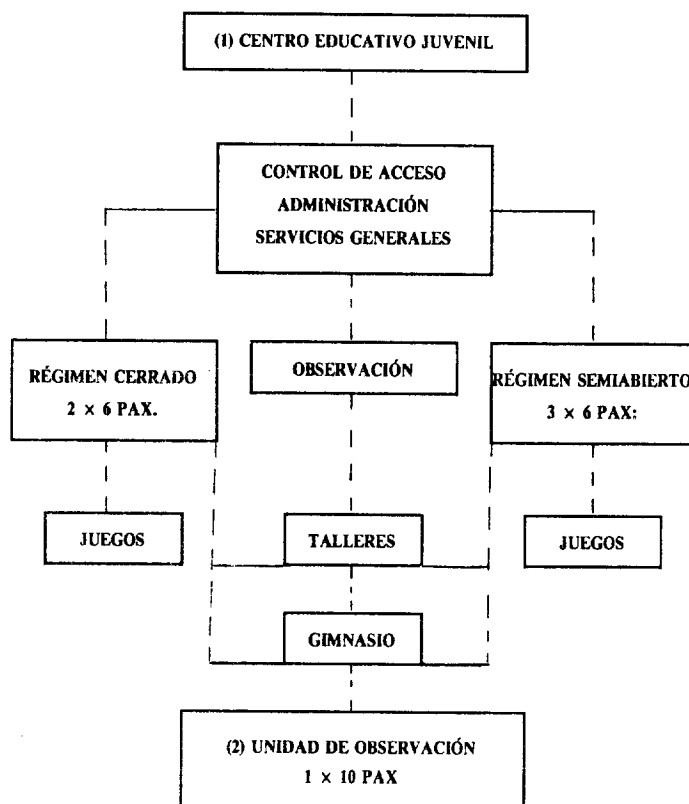 (1) CENTRO EDUCATIVO JUVENIL
CONTROL DE ACCESO
ADMINISTRACIÓN
SERVICIOS GENERALES
RÉGIMEN CERRADO
2 × 6 PAX.
OBSERVACIÓN
RÉGIMEN SEMIABIERTO
3 × 6 PAX:
JUEGOS
TALLERES
JUEGOS
GIMNASIO
(2) UNIDAD DE OBSERVACIÓN
1 × 10 PAX